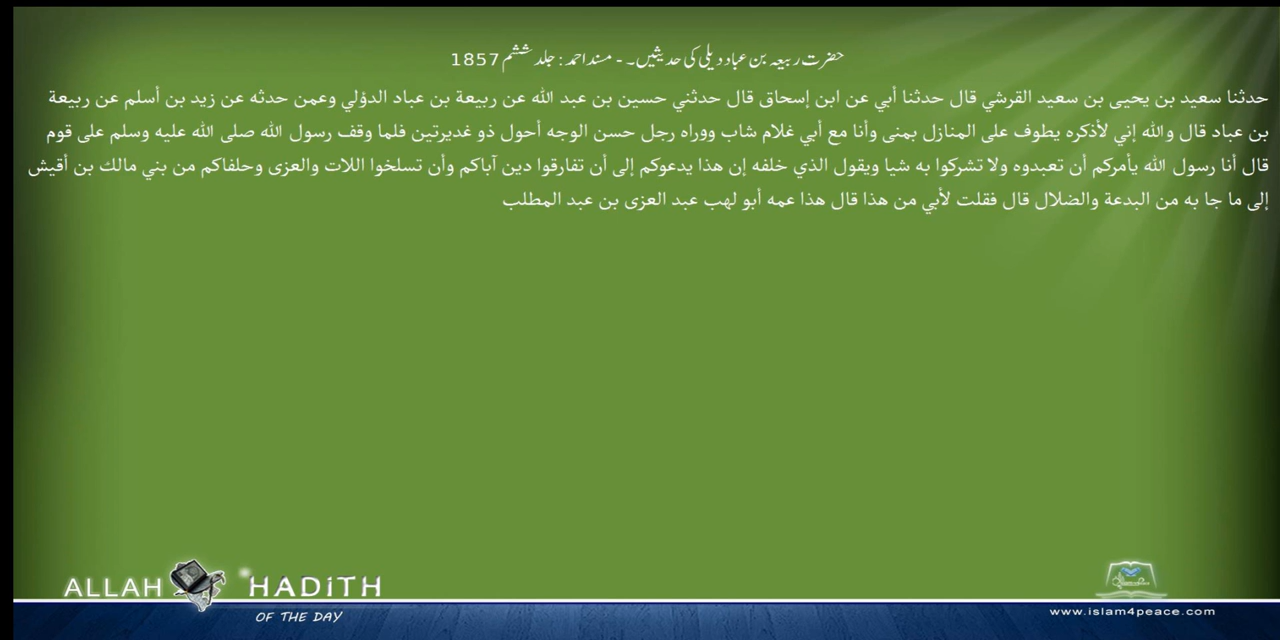 حضرت ربیعہ بن عباد دیلی کی حدیثیں۔ - مسند احمد : جلد ششم 1857
حدثنا سعيد بن يحيى بن سعيد القرشي قال حدثنا أبي عن ابن إسحاق قال حدثني حسين بن عبد الله عن ربيعة بن عباد الدؤلي وعمن حدثه عن زيد بن أسلم عن ربيعة
بن عباد قال والله إني لأذكره يطوف على المنازل بمنى وأنا مع أبي غلام شاب ووراه رجل حسن الوجه أحول ذو غديرتين فلما وقف رسول الله صلى الله عليه وسلم على قوم
قال أنا رسول الله يأمركم أن تعبدوه ولا تشركوا به شيا ويقول الذي خلفه إن هذا يدعوكم إلى أن تفارقوا دين آباكم وأن تسلخوا اللات والعزى وحلفاكم من بني مالك بن أقيش
إلى ما جا به من البدعة والضلال قال فقلت لأبي من هذا قال هذا عمه أبو لهب عبد العزى بن عبد المطلب
ALLAH HADITH
OF THE DAY
www.islam4peace.com